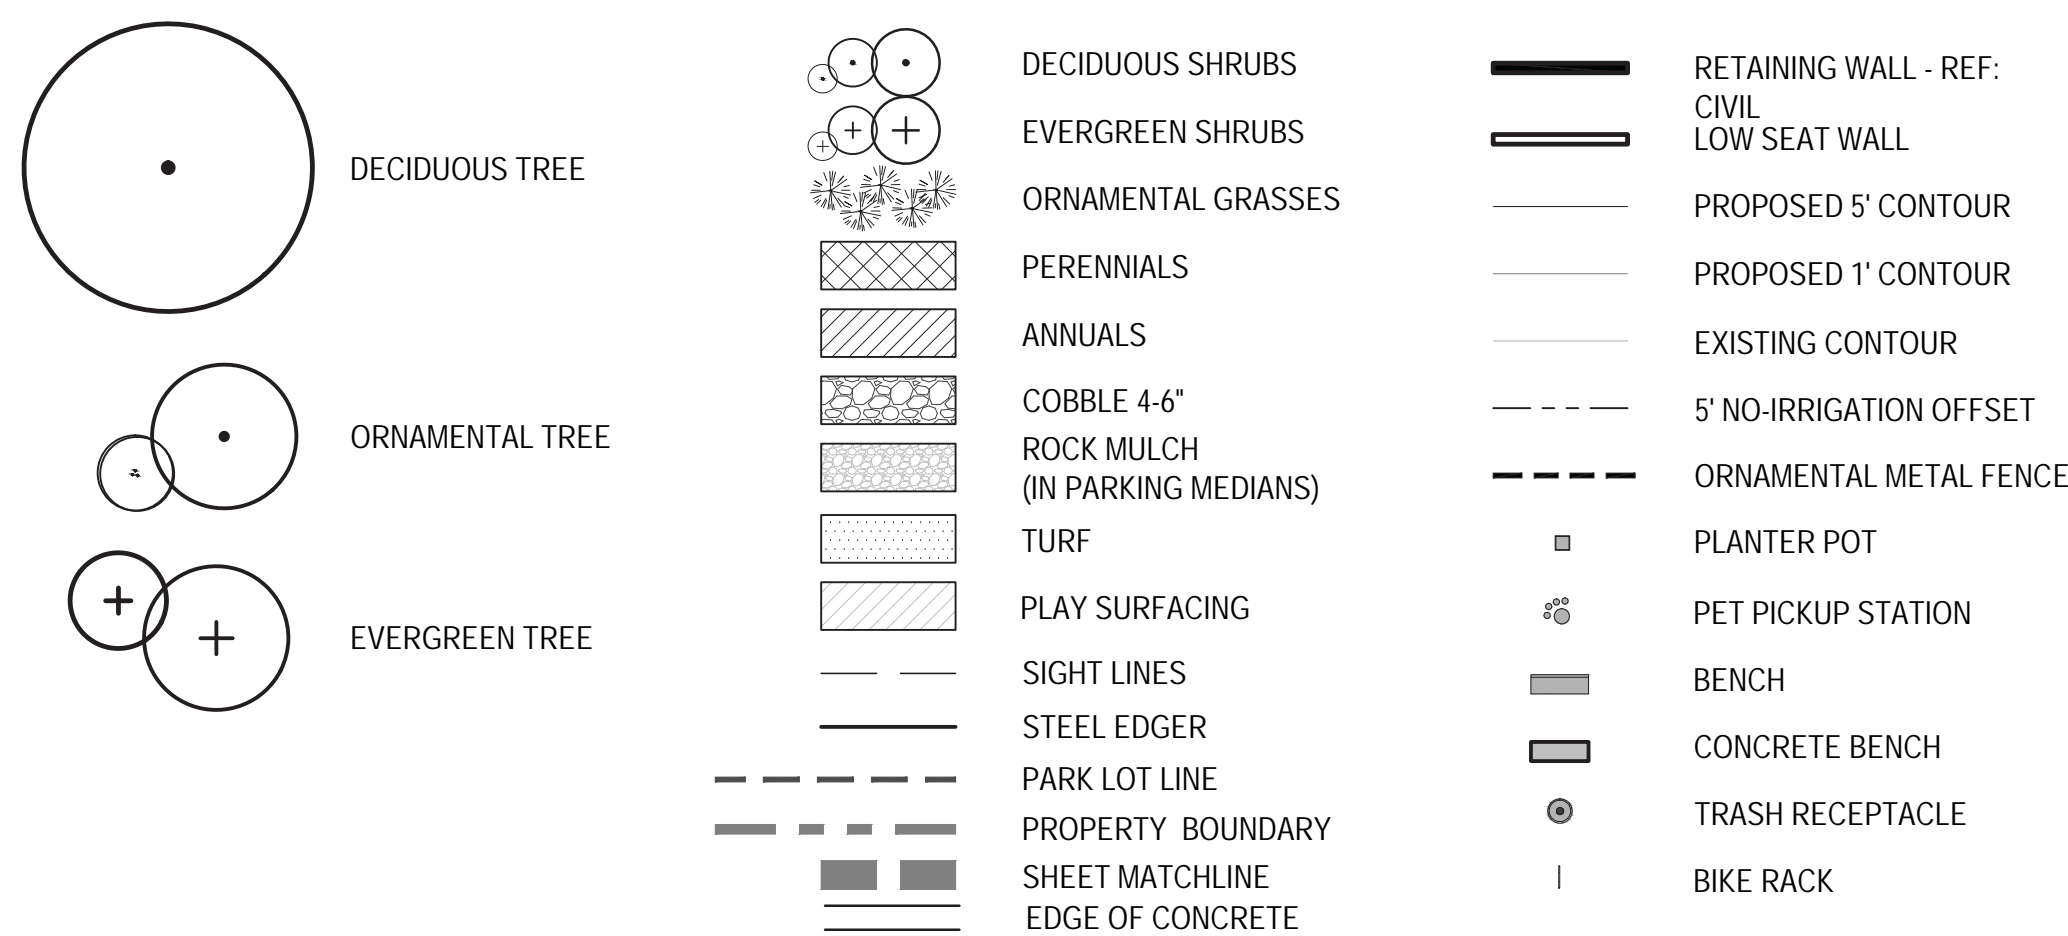 DECIDUOUS TREE
ORNAMENTAL TREE
EVERGREEN TREE
DECIDUOUS SHRUBS
EVERGREEN SHRUBS
ORNAMENTAL GRASSES
PERENNIALS
ANNUALS
COBBLE 4-6"
ROCK MULCH
(IN PARKING MEDIANS)
TURF
PLAY SURFACING
SIGHT LINES
STEEL EDGER
PARK LOT LINE
PROPERTY BOUNDARY
SHEET MATCHLINE
EDGE OF CONCRETE
RETAINING WALL - REF:
CIVIL
LOW SEAT WALL
PROPOSED 5' CONTOUR
PROPOSED 1' CONTOUR
EXISTING CONTOUR
5' NO-IRRIGATION OFFSET
ORNAMENTAL METAL FENCE
PLANTER POT
PET PICKUP STATION
BENCH
CONCRETE BENCH
TRASH RECEPTACLE
BIKE RACK